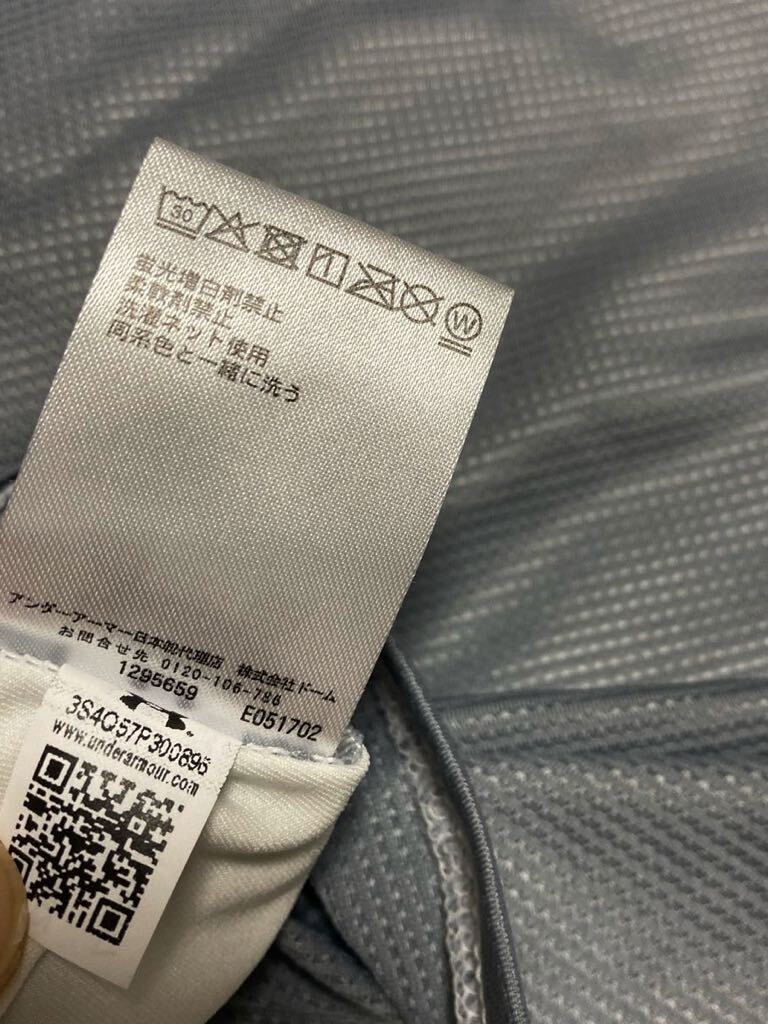 30
W
蛍光増白剤禁止
柔軟剤禁止
洗濯ネット使用
同系色と一緒に洗う
アンダーアーマー日本総代理店 株式会社ドーム
お問合せ先 0120-106-786
1295659
E051702
3S4Q57P300896
www.underarmour.com